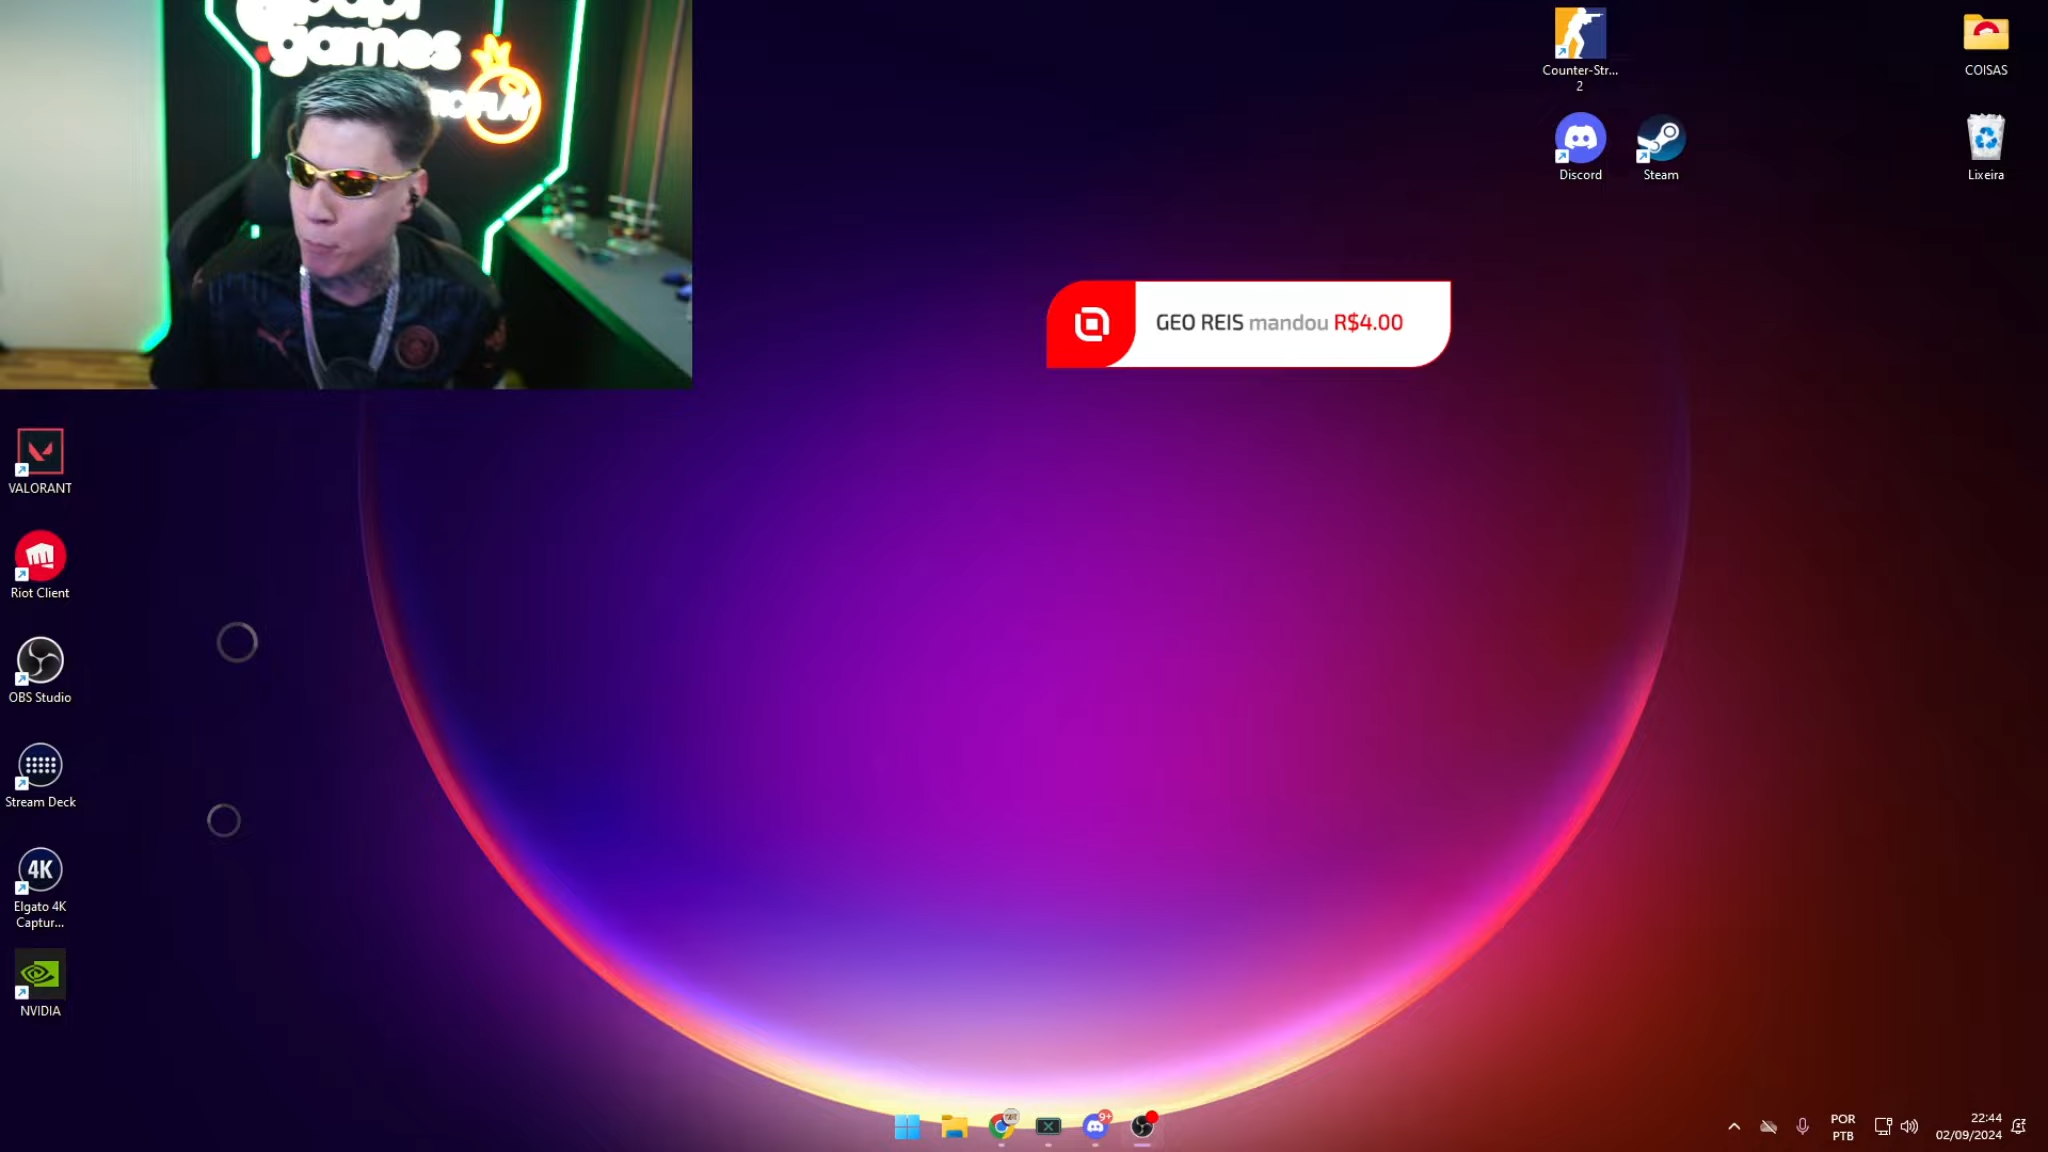 games
Counter-Str...
2
COISAS
Discord
Steam
Lixeira
GEO REIS mandou R$4.00
VALORANT
Riot Client
OBS Studio
Stream Deck
4K
Elgato 4K
Captur...
NVIDIA
9+
POR
PTB
22:44
02/09/2024